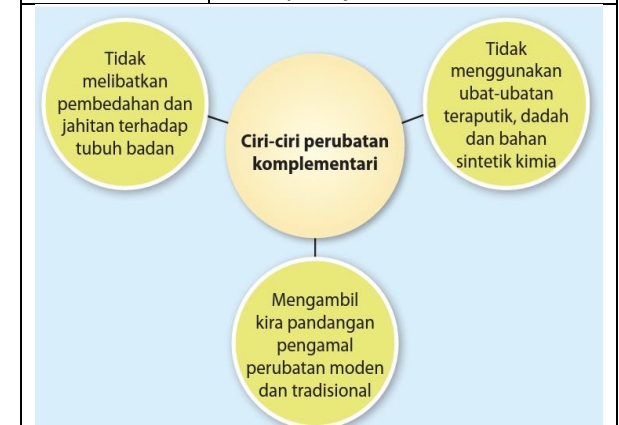 Tidak
melibatkan
pembedahan dan
jahitan terhadap
tubuh badan
Ciri-ciri perubatan
komplementari
Tidak
menggunakan
ubat-ubatan
teraputik, dadah
dan bahan
sintetik kimia
Mengambil
kira pandangan
pengamal
perubatan moden
dan tradisional